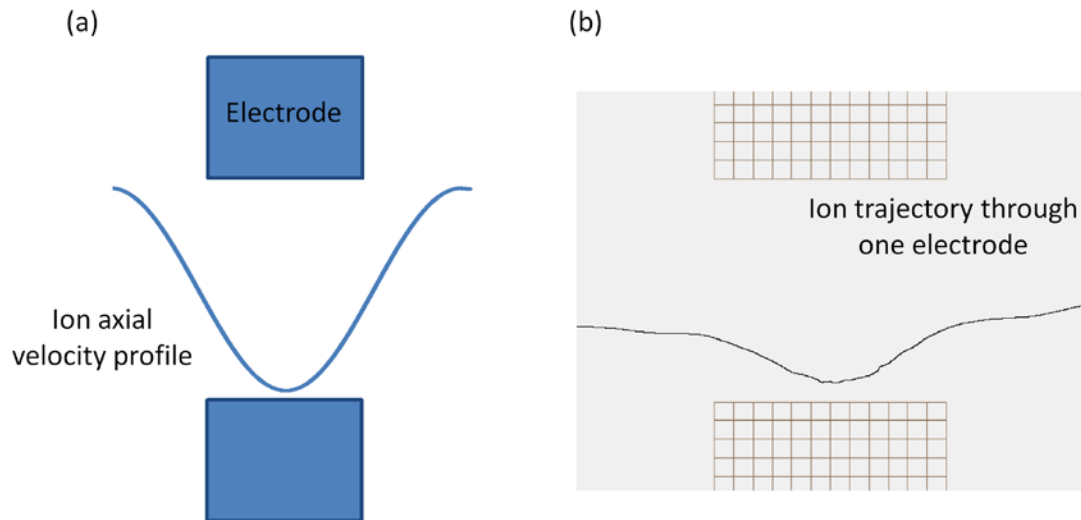 (a)
Electrode
Ion axial
velocity profile
(b)
Ion trajectory through
one electrode